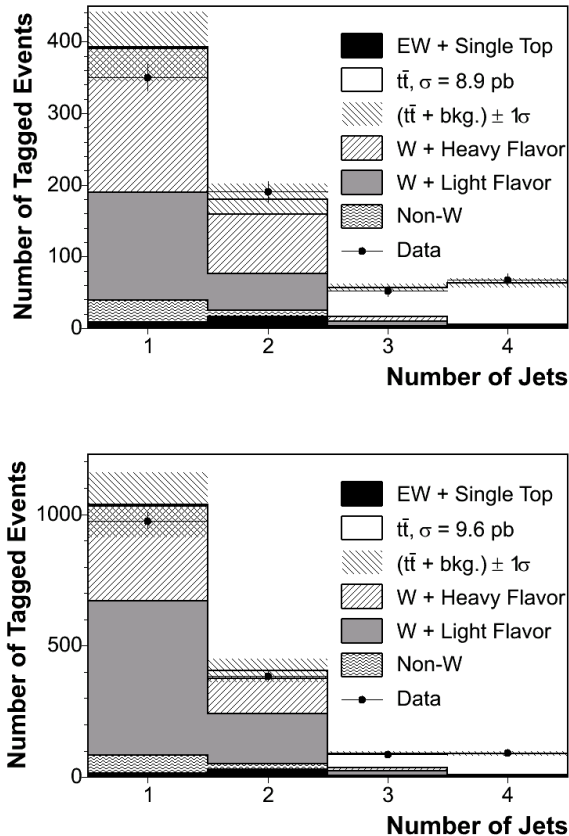 Number of Tagged Events
400
300
200
100
0
EW + Single Top
tt̄, σ = 8.9 pb
(tt̄ + bkg.) ± 1σ
W + Heavy Flavor
W + Light Flavor
Non-W
Data
1 2 3 4
Number of Jets
Number of Tagged Events
1000
500
0
EW + Single Top
tt̄, σ = 9.6 pb
(tt̄ + bkg.) ± 1σ
W + Heavy Flavor
W + Light Flavor
Non-W
Data
1 2 3 4
Number of Jets